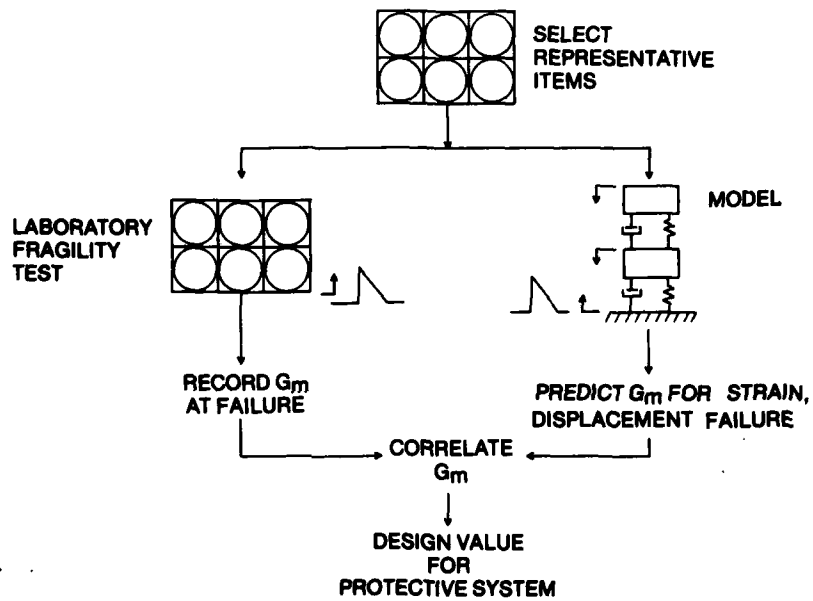 SELECT
REPRESENTATIVE
ITEMS
LABORATORY
FRAGILITY
TEST
MODEL
RECORD Gm
AT FAILURE
PREDICT Gm FOR STRAIN,
DISPLACEMENT FAILURE
CORRELATE
Gm
DESIGN VALUE
FOR
PROTECTIVE SYSTEM